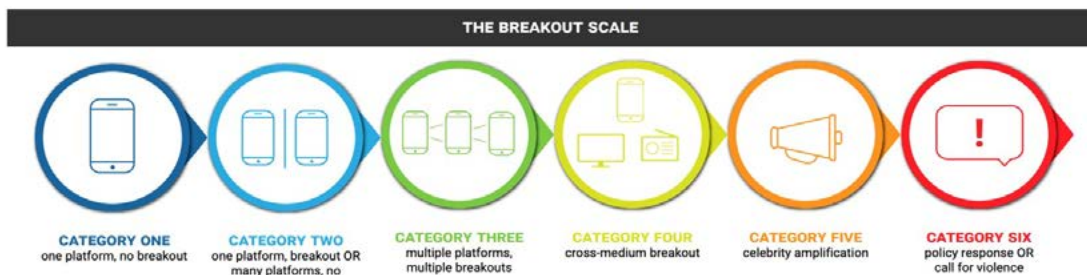 THE BREAKOUT SCALE
CATEGORY ONE
one platform, no breakout
CATEGORY TWO
one platform, breakout OR
many platforms, no
CATEGORY THREE
multiple platforms,
multiple breakouts
CATEGORY FOUR
cross-medium breakout
CATEGORY FIVE
celebrity amplification
CATEGORY SIX
policy response OR
call for violence